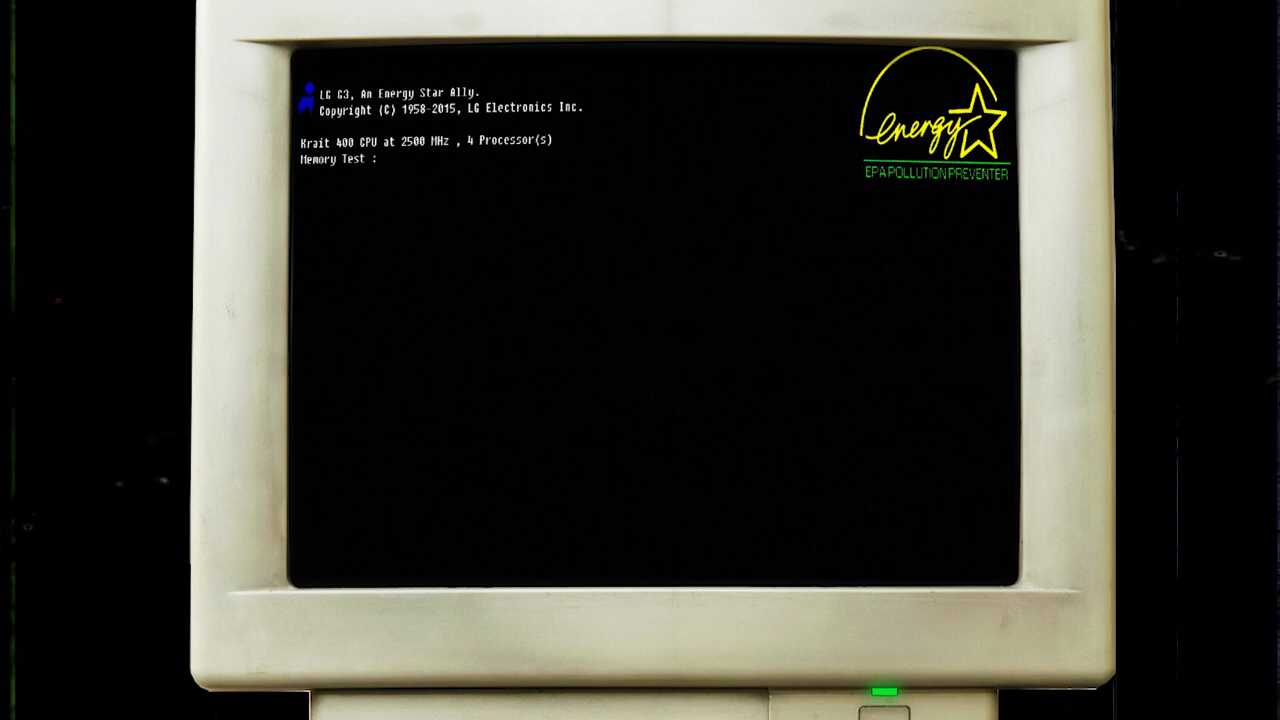 LG G3, An Energy Star Ally.
Copyright (C) 1958-2015, LG Electronics Inc.
Krait 400 CPU at 2500 MHz , 4 Processor(s)
Memory Test :
energy
EPA POLLUTION PREVENTER